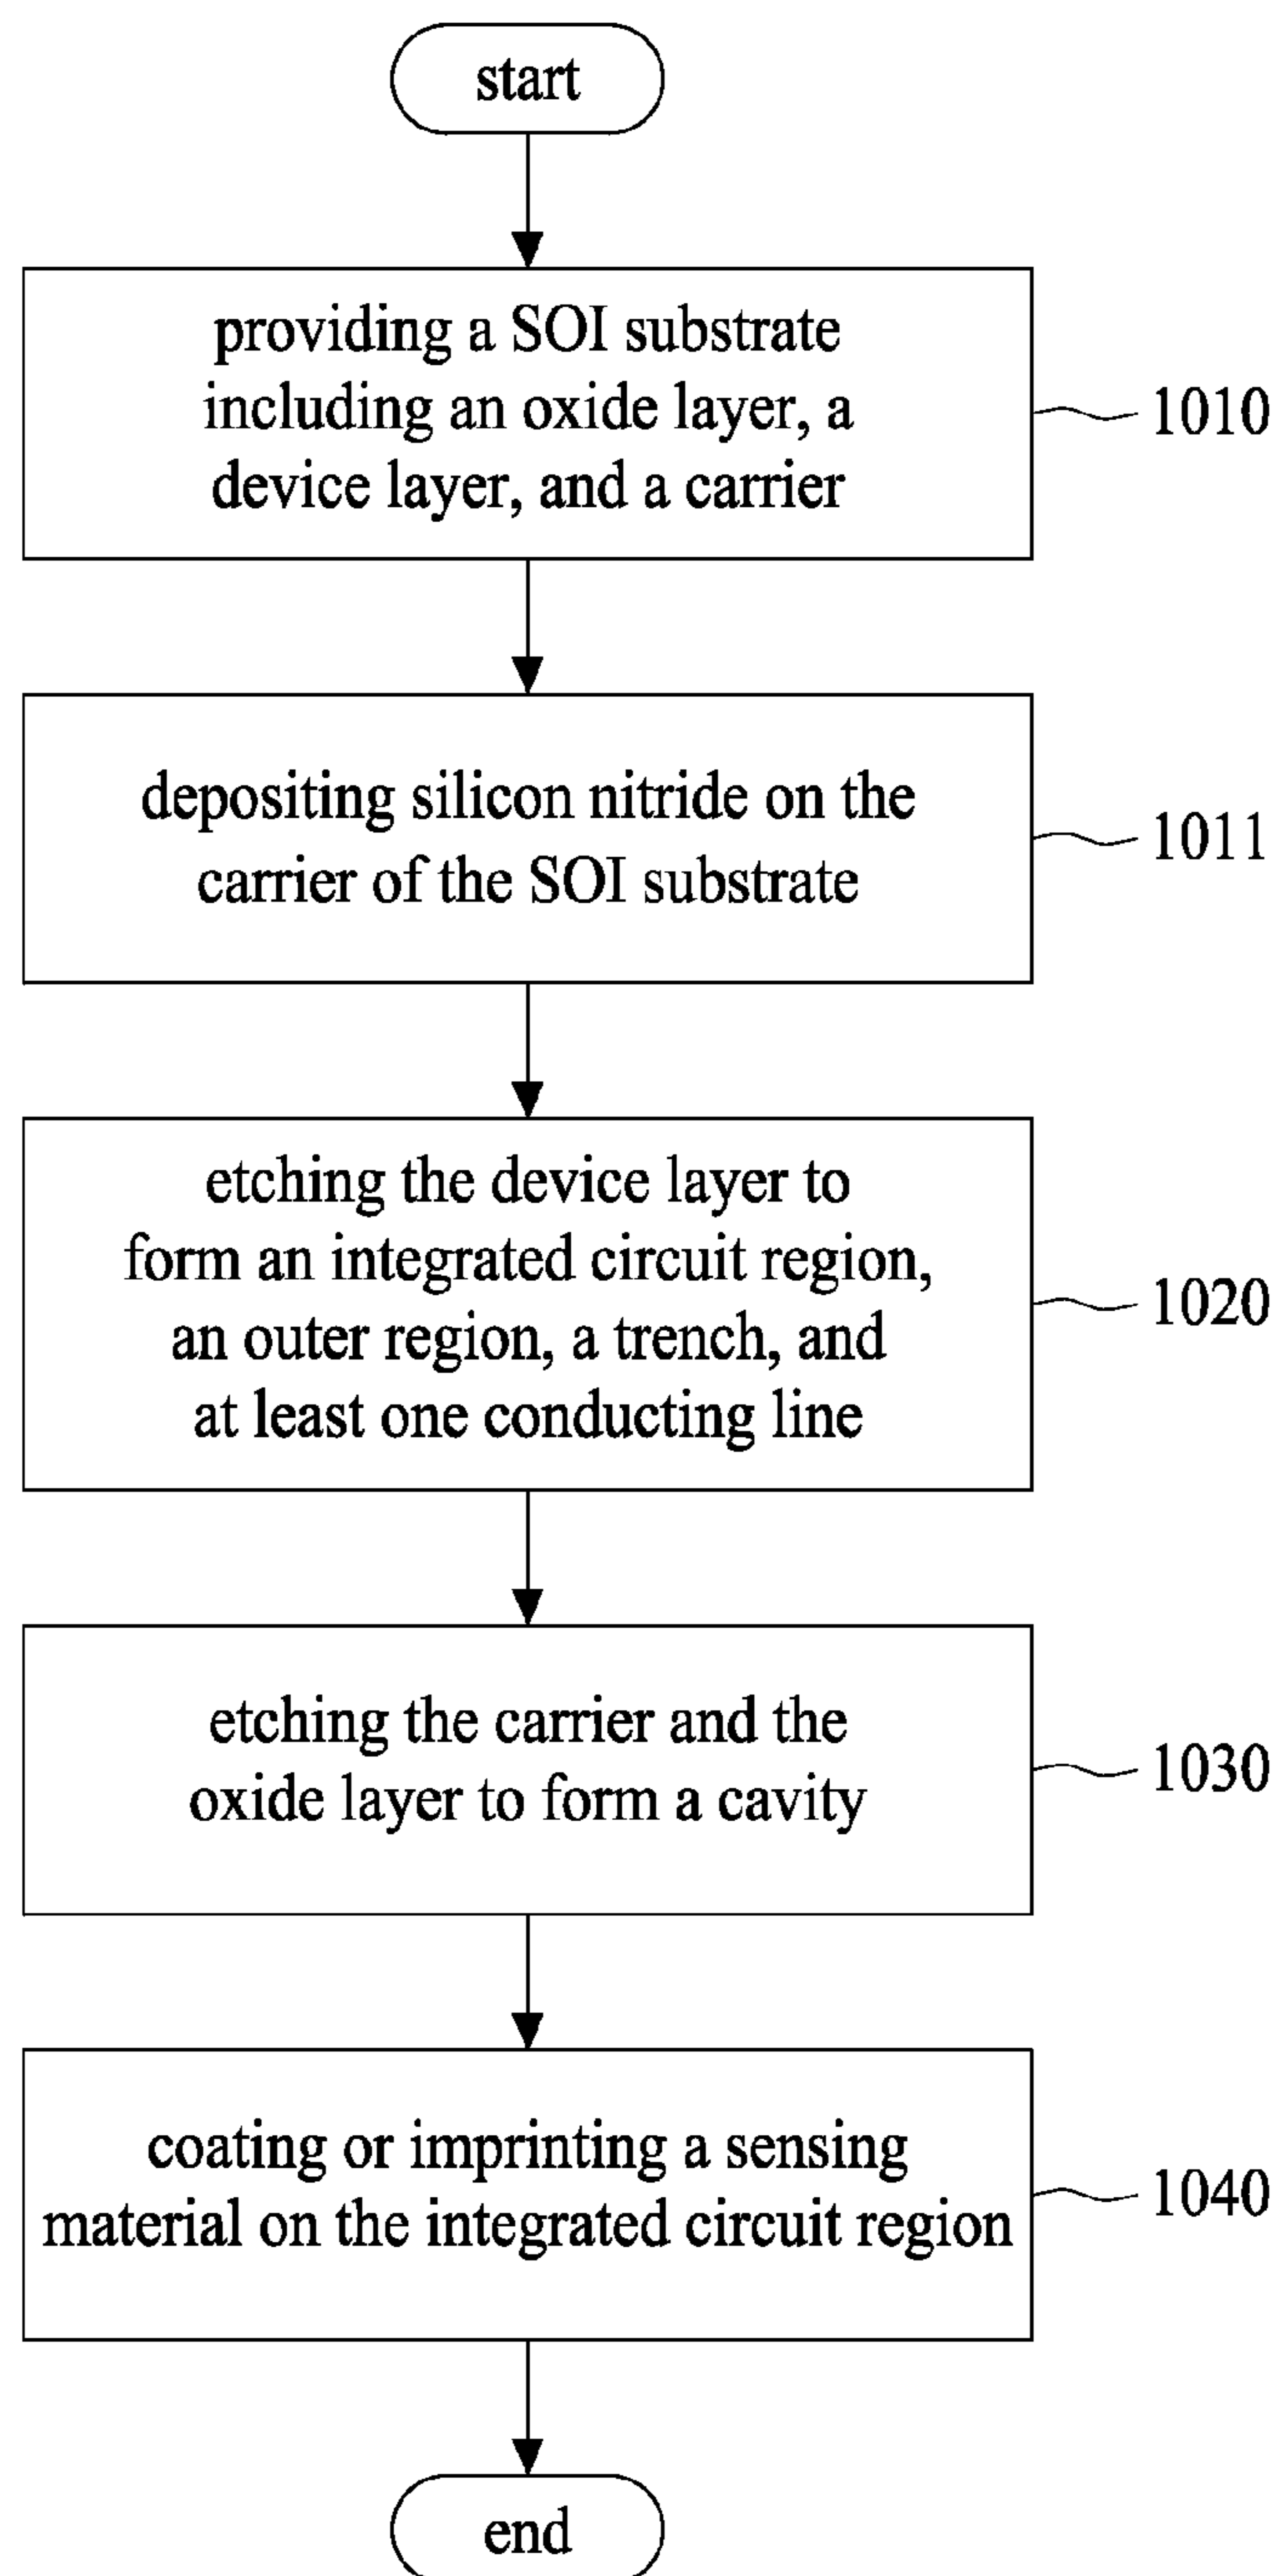 start
providing a SOI substrate
including an oxide layer, a
device layer, and a carrier
1010
depositing silicon nitride on the
carrier of the SOI substrate
1011
etching the device layer to
form an integrated circuit region,
an outer region, a trench, and
at least one conducting line
1020
etching the carrier and the
oxide layer to form a cavity
1030
coating or imprinting a sensing
material on the integrated circuit region
1040
end